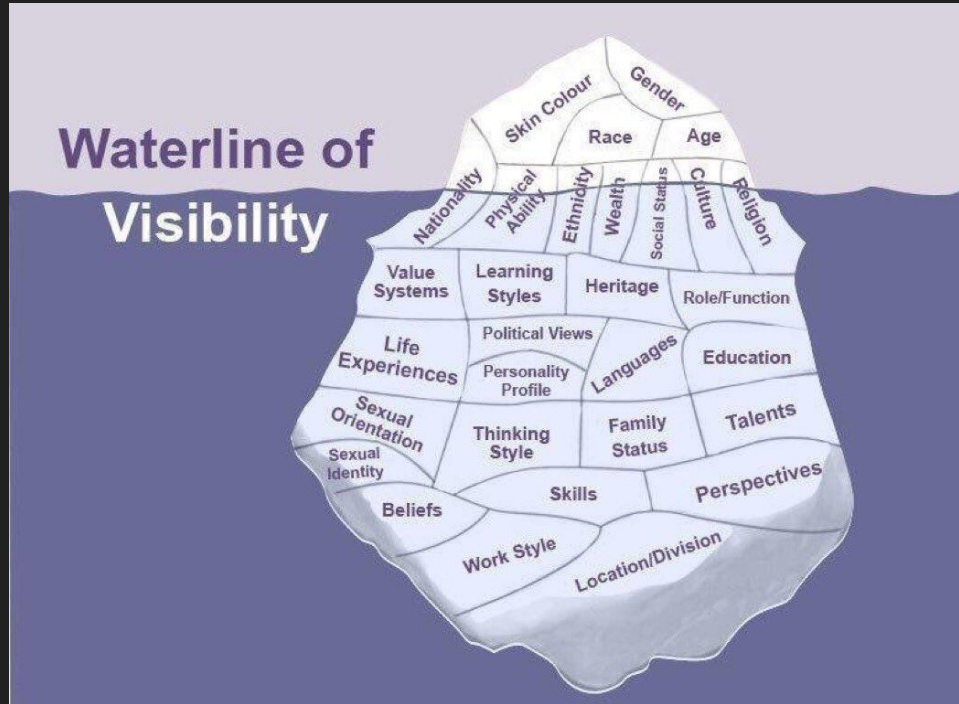 Waterline of
Visibility
Skin Colour
Gender
Race
Age
Nationality
Physical
Ability
Ethnicity
Wealth
Social Status
Culture
Religion
Value
Systems
Learning
Styles
Heritage
Role/Function
Life
Experiences
Political Views
Personality
Profile
Languages
Education
Sexual
Orientation
Sexual
Identity
Thinking
Style
Family
Status
Talents
Beliefs
Skills
Perspectives
Work Style
Location/Division